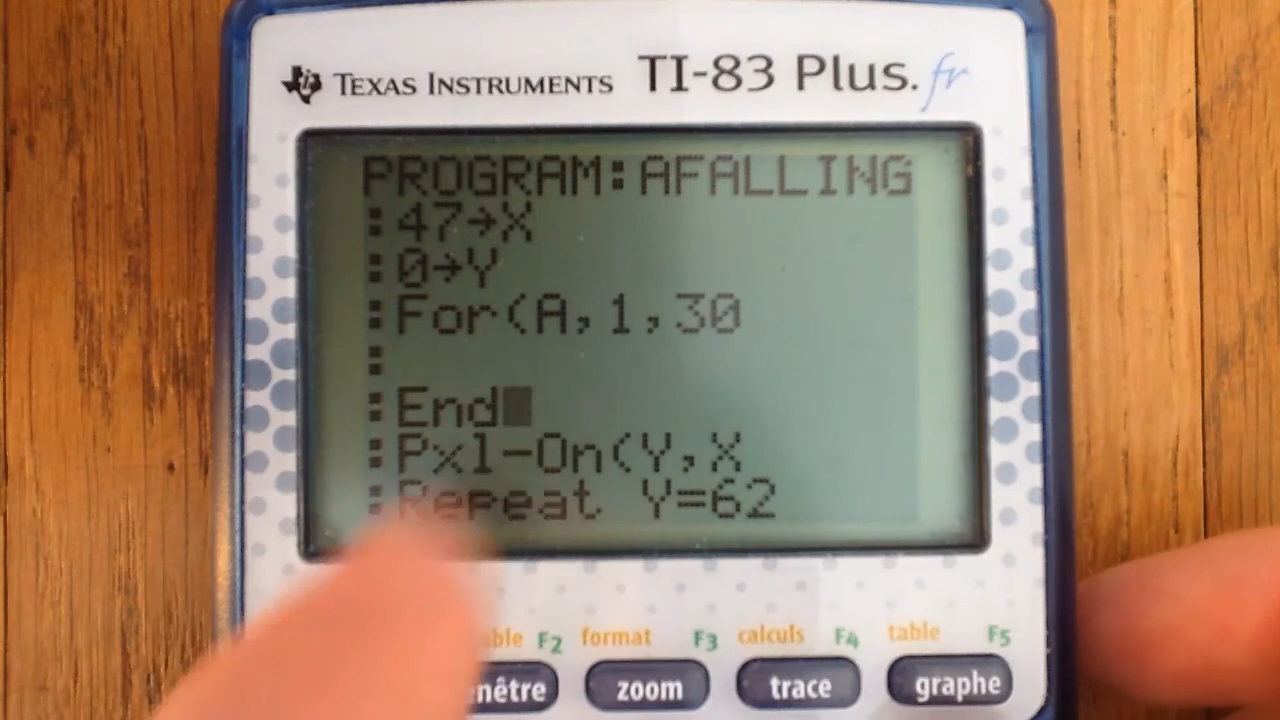 TEXAS INSTRUMENTS TI-83 Plus.fr
PROGRAM:AFALLING
:47→X
:0→Y
:For(A,1,30
:
:End
:Pxl-On(Y,X
:Repeat Y=62
F2 format F3 calculs F4 table F5
zoom trace graphe